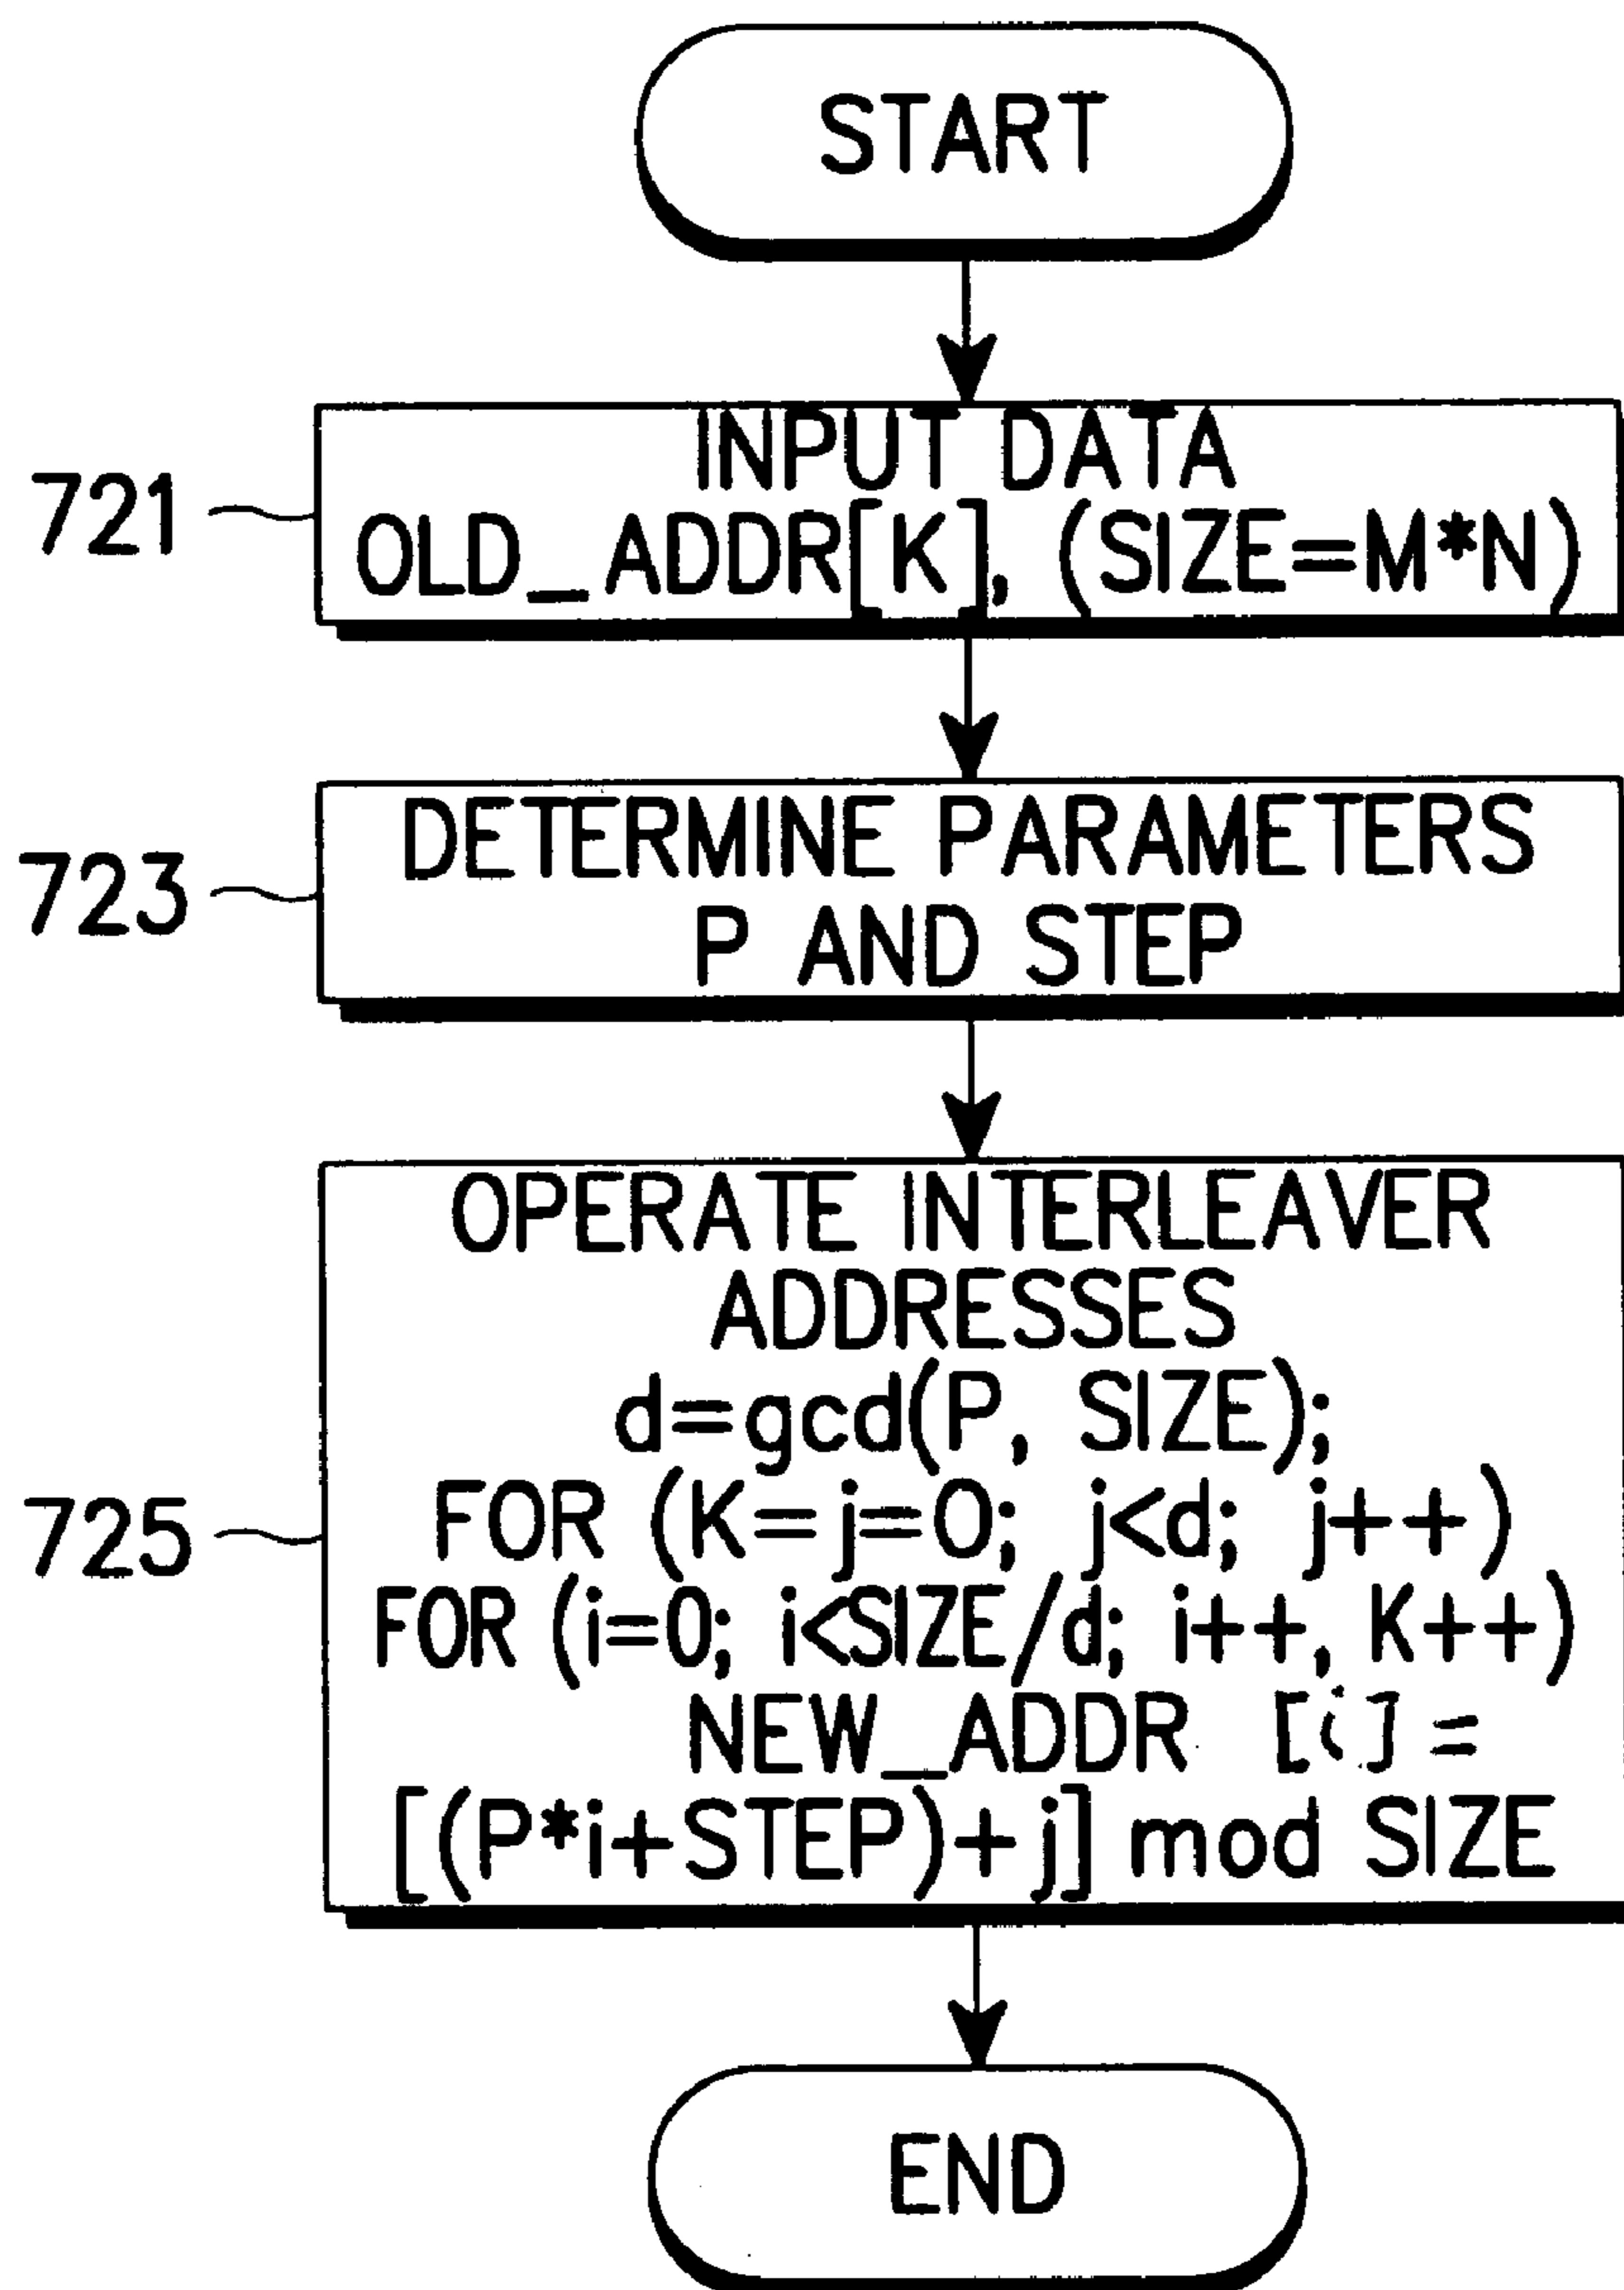 START
INPUT DATA
721
OLD_ADDR[K], (SIZE=M*N)
DETERMINE PARAMETERS
723
P AND STEP
OPERATE INTERLEAVER
ADDRESSES
d=gcd(P, SIZE);
725
FOR (K=j=0; j<d; j++)
FOR (i=0; i<SIZE/d; i++, K++)
NEW_ADDR [i] =
[(P*i+STEP)+j] mod SIZE
END